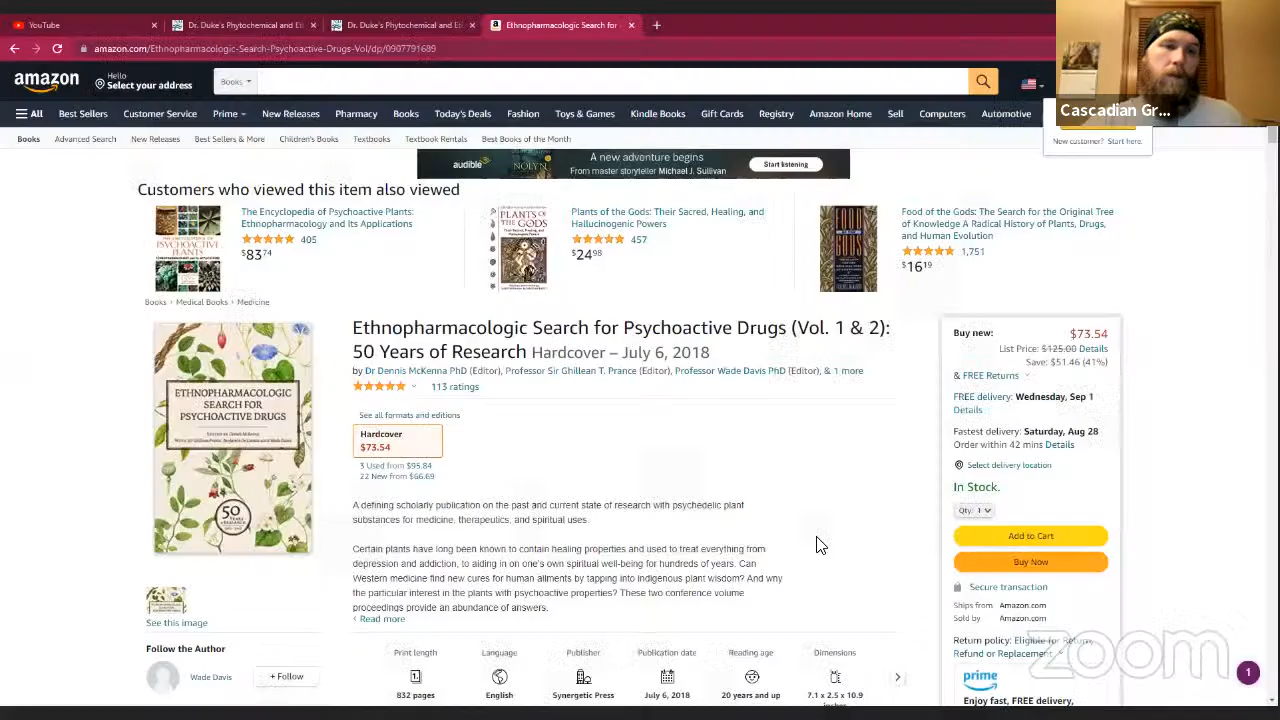 YouTube
Dr. Duke's Phytochemical and Et
Dr. Duke's Phytochemical and Et
Ethnopharmacologic Search for
amazon.com/Ethnopharmacologic-Search-Psychoactive-Drugs-Vol/dp/0907791689
Cascadian Gr...
amazon
Hello
Select your address
Books
All Best Sellers Customer Service Prime New Releases Pharmacy Books Fashion Toys & Games Kindle Books Gift Cards Registry Amazon Home Sell Computers Automotive
Books Advanced Search New Releases Best Sellers & More Children's Books Textbooks Textbook Rentals Best Books of the Month
New customer? Start here.
audible
NOLYN
A new adventure begins
From master storyteller Michael J. Sullivan
Start listening
Customers who viewed this item also viewed
The Encyclopedia of Psychoactive Plants:
Ethnopharmacology and Its Applications
405
$8374
PLANTS OF THE GODS
Plants of the Gods: Their Sacred, Healing, and
Hallucinogenic Powers
457
$2498
Food of the Gods: The Search for the Original Tree
of Knowledge A Radical History of Plants, Drugs,
and Human Evolution
1,751
$1619
Books › Medical Books › Medicine
ETHNOPHARMACOLOGIC
SEARCH FOR
PSYCHOACTIVE DRUGS
50
Ethnopharmacologic Search for Psychoactive Drugs (Vol. 1 & 2):
50 Years of Research Hardcover – July 6, 2018
by Dr Dennis McKenna PhD (Editor), Professor Sir Ghillean T. Prance (Editor), Professor Wade Davis PhD (Editor), & 1 more
113 ratings
See all formats and editions
Hardcover
$73.54
3 Used from $95.84
22 New from $66.69
A defining scholarly publication on the past and current state of research with psychedelic plant
substances for medicine, therapeutics, and spiritual uses.
Certain plants have long been known to contain healing properties and used to treat everything from
depression and addiction, to aiding in on one's own spiritual well-being for hundreds of years. Can
Western medicine find new cures for human ailments by tapping into indigenous plant wisdom? And why
the particular interest in the plants with psychoactive properties? These two conference volume
proceedings provide an abundance of answers.
Read more
See this image
Follow the Author
Wade Davis
+ Follow
Print length
832 pages
Language
English
Publisher
Synergetic Press
Publication date
July 6, 2018
Reading age
20 years and up
Dimensions
7.1 x 2.5 x 10.9
inches
Buy new: $73.54
List Price: $125.00 Details
Save: $51.46 (41%)
& FREE Returns
FREE delivery: Wednesday, Sep 1
Details
Fastest delivery: Saturday, Aug 28
Order within 42 mins Details
Select delivery location
In Stock.
Qty: 1
Add to Cart
Buy Now
Secure transaction
Ships from Amazon.com
Sold by Amazon.com
Return policy: Eligible for Return,
Refund or Replacement
prime
Enjoy fast, FREE delivery,
zoom
1